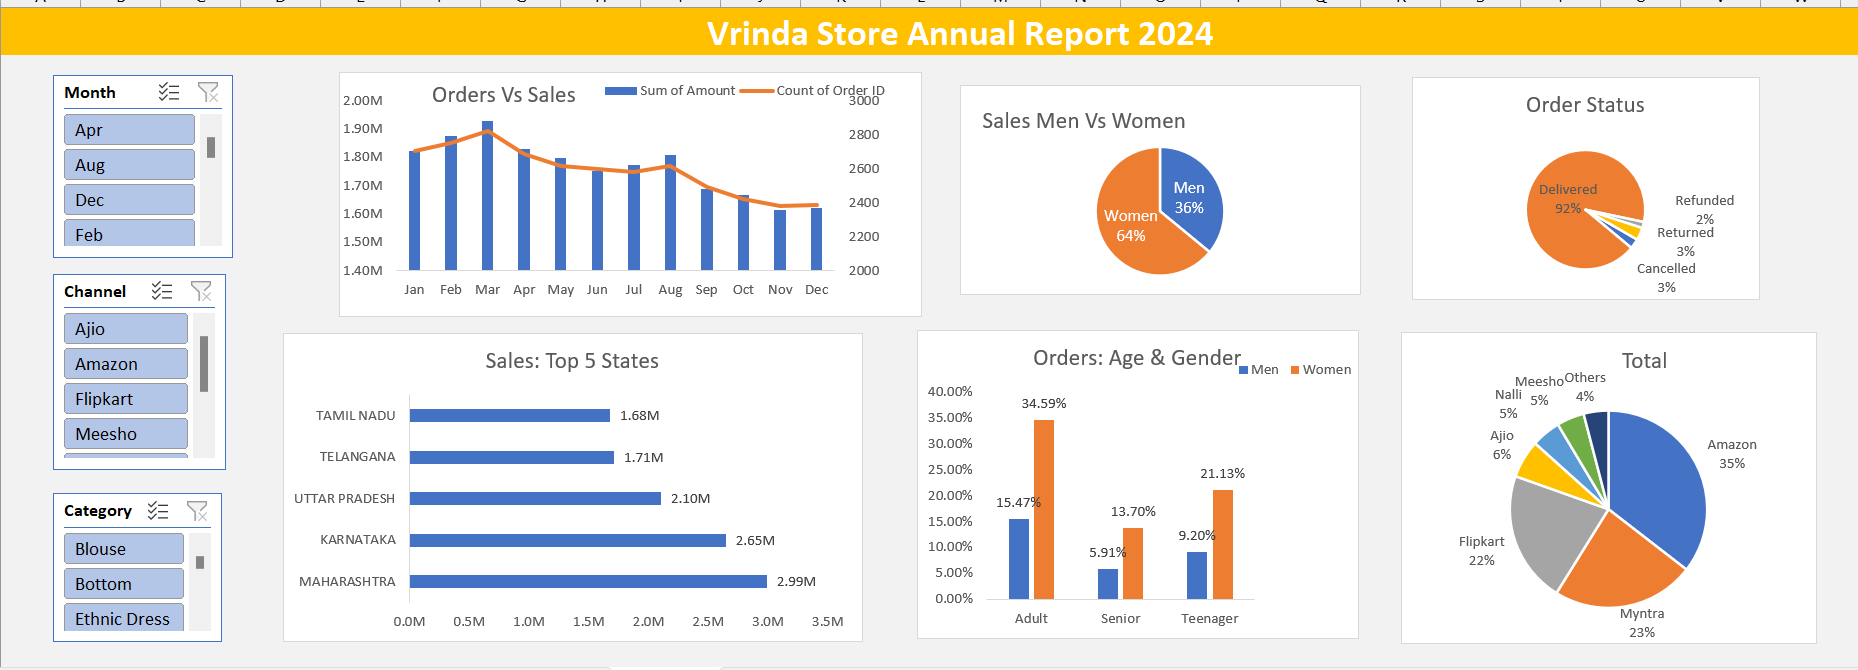 Vrinda Store Annual Report 2024
Month
Apr
Aug
Dec
Feb
Channel
Ajio
Amazon
Flipkart
Meesho
Category
Blouse
Bottom
Ethnic Dress
Orders Vs Sales
Sum of Amount
Count of Order ID
2.00M
1.90M
1.80M
1.70M
1.60M
1.50M
1.40M
3000
2800
2600
2400
2200
2000
Jan Feb Mar Apr May Jun Jul Aug Sep Oct Nov Dec
Sales Men Vs Women
Men
36%
Women
64%
Order Status
Delivered
92%
Refunded
2%
Returned
3%
Cancelled
3%
Sales: Top 5 States
TAMIL NADU 1.68M
TELANGANA 1.71M
UTTAR PRADESH 2.10M
KARNATAKA 2.65M
MAHARASHTRA 2.99M
0.0M 0.5M 1.0M 1.5M 2.0M 2.5M 3.0M 3.5M
Orders: Age & Gender
Men Women
40.00%
35.00%
30.00%
25.00%
20.00%
15.00%
10.00%
5.00%
0.00%
15.47%
34.59%
5.91%
13.70%
9.20%
21.13%
Adult Senior Teenager
Total
Amazon
35%
Myntra
23%
Flipkart
22%
Ajio
6%
Nalli
5%
Meesho
5%
Others
4%